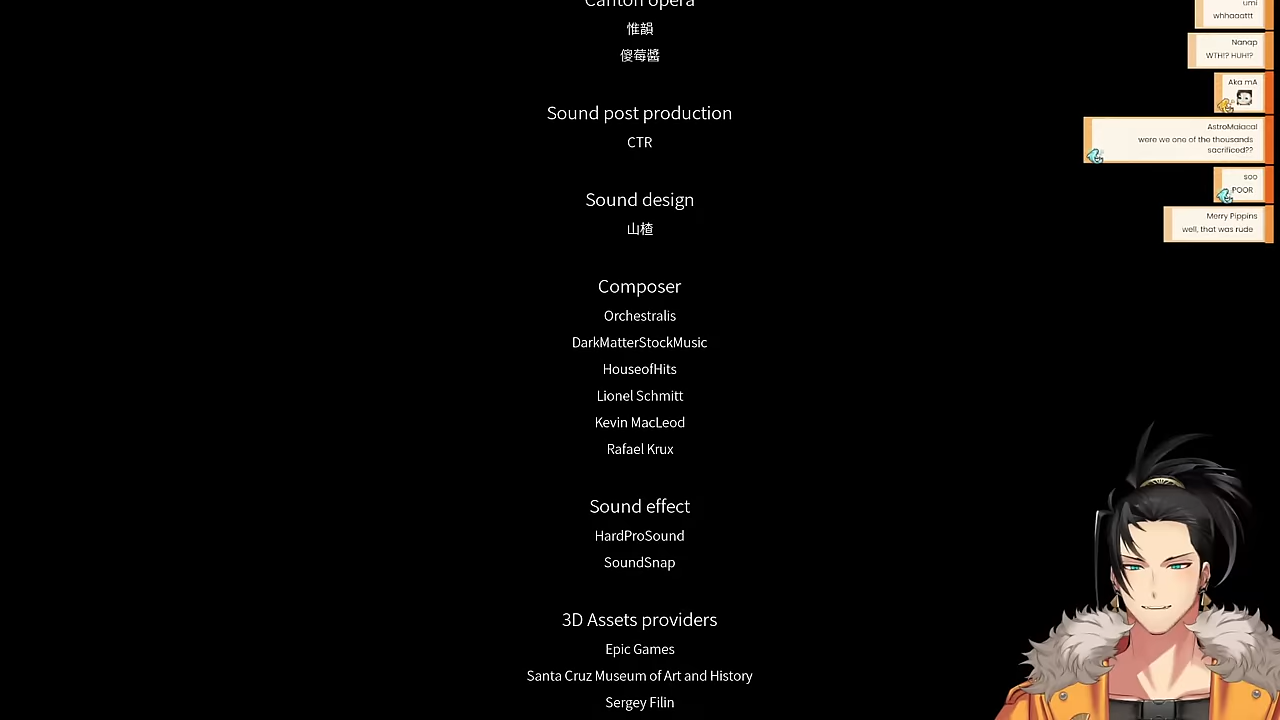 Canton opera
惟韻
傻莓醬
Sound post production
CTR
Sound design
山楂
Composer
Orchestralis
DarkMatterStockMusic
HouseofHits
Lionel Schmitt
Kevin MacLeod
Rafael Krux
Sound effect
HardProSound
SoundSnap
3D Assets providers
Epic Games
Santa Cruz Museum of Art and History
Sergey Filin
umi
whhaaattt
Nanap
WTH!? HUH!?
Aka mA
AstroMaiacal
were we one of the thousands
sacrificed??
soo
POOR
Merry Pippins
well, that was rude